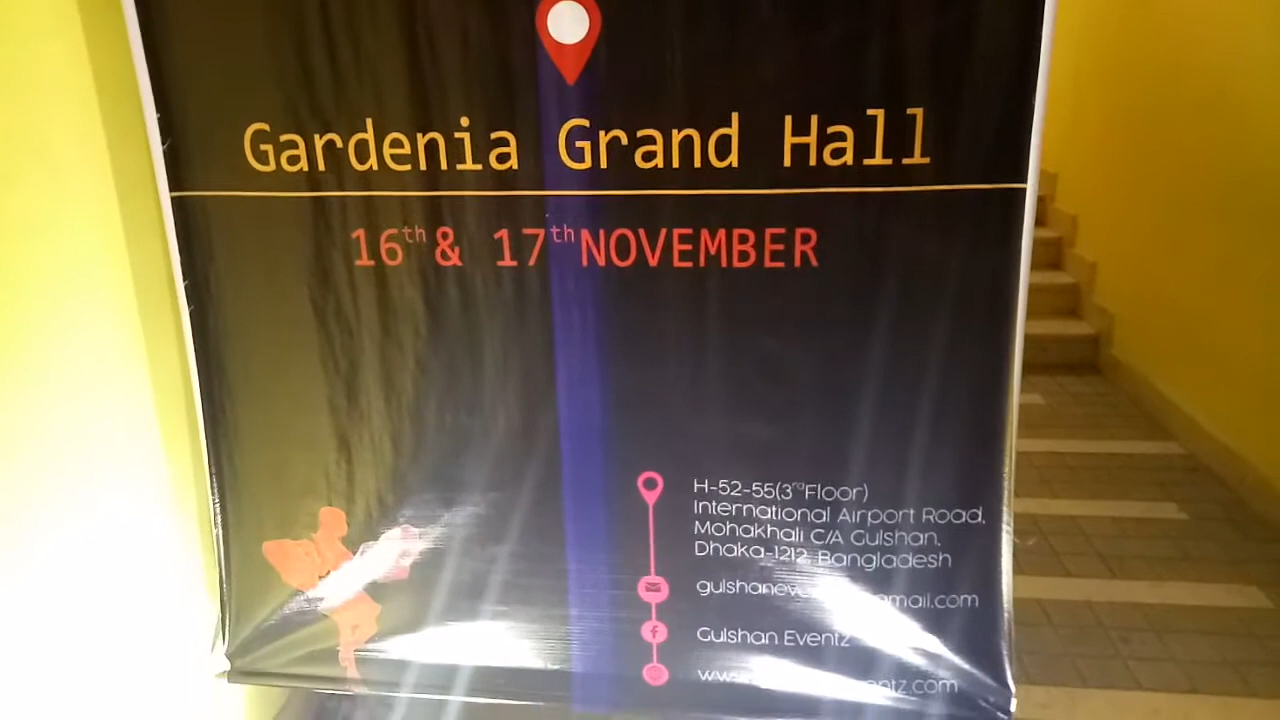 Gardenia Grand Hall
16th & 17th NOVEMBER
H-52-55(3rd Floor)
International Airport Road,
Mohakhali C/A Gulshan,
Dhaka-1212, Bangladesh
Gulshan Eventz